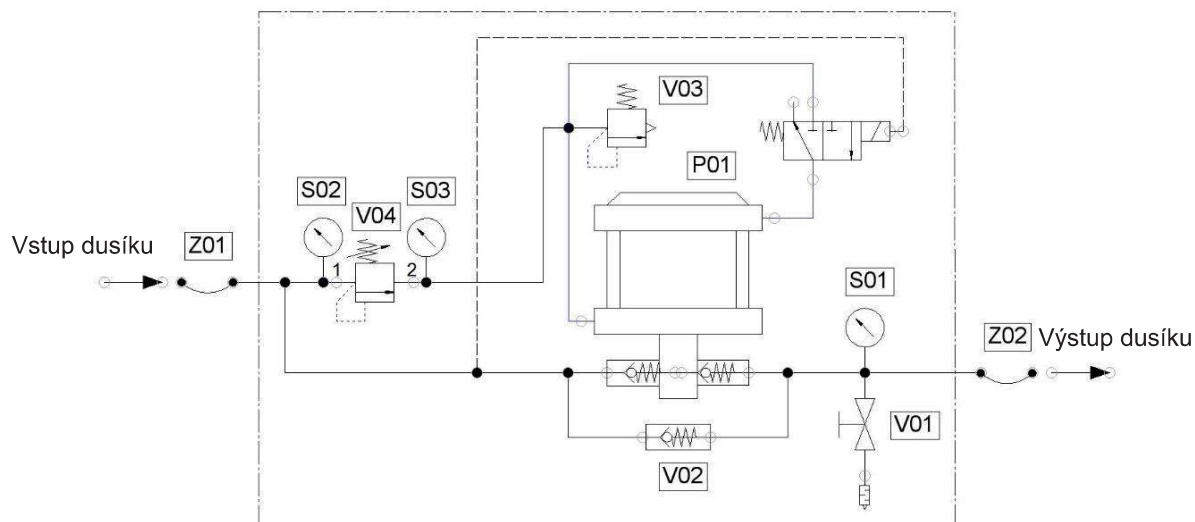 V03
P01
S02
S03
V04
Vstup dusíku
Z01
1
2
S01
Z02
Výstup dusíku
V01
V02